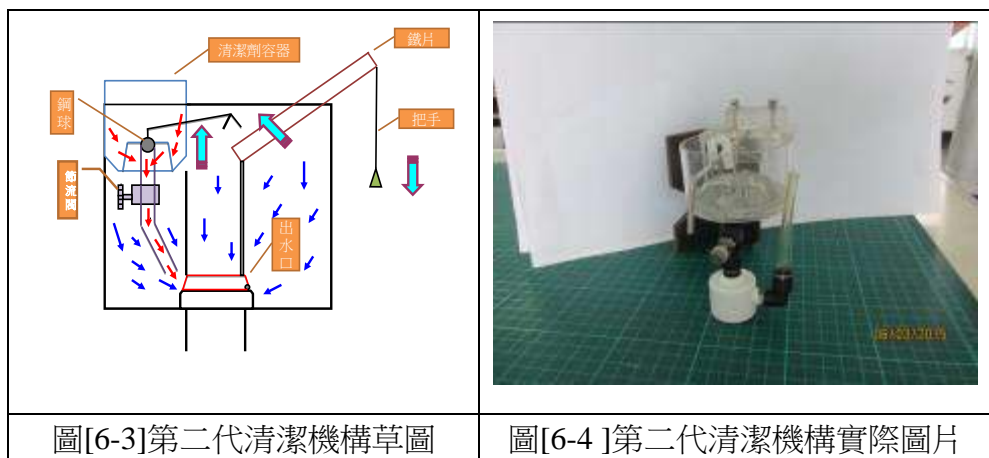 清潔劑容器
鐵片
鋼球
把手
節流閥
出水口
圖[6-3]第二代清潔機構草圖
圖[6-4 ]第二代清潔機構實際圖片